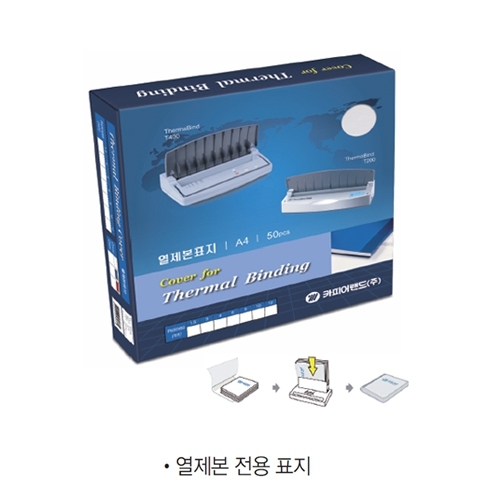 Cover for Thermal Binding
ThermaBind
T400
ThermaBind
T200
열제본표지 | A4 | 50pcs
Cover for
Thermal Binding
카피어랜드(주)
• 열제본 전용 표지